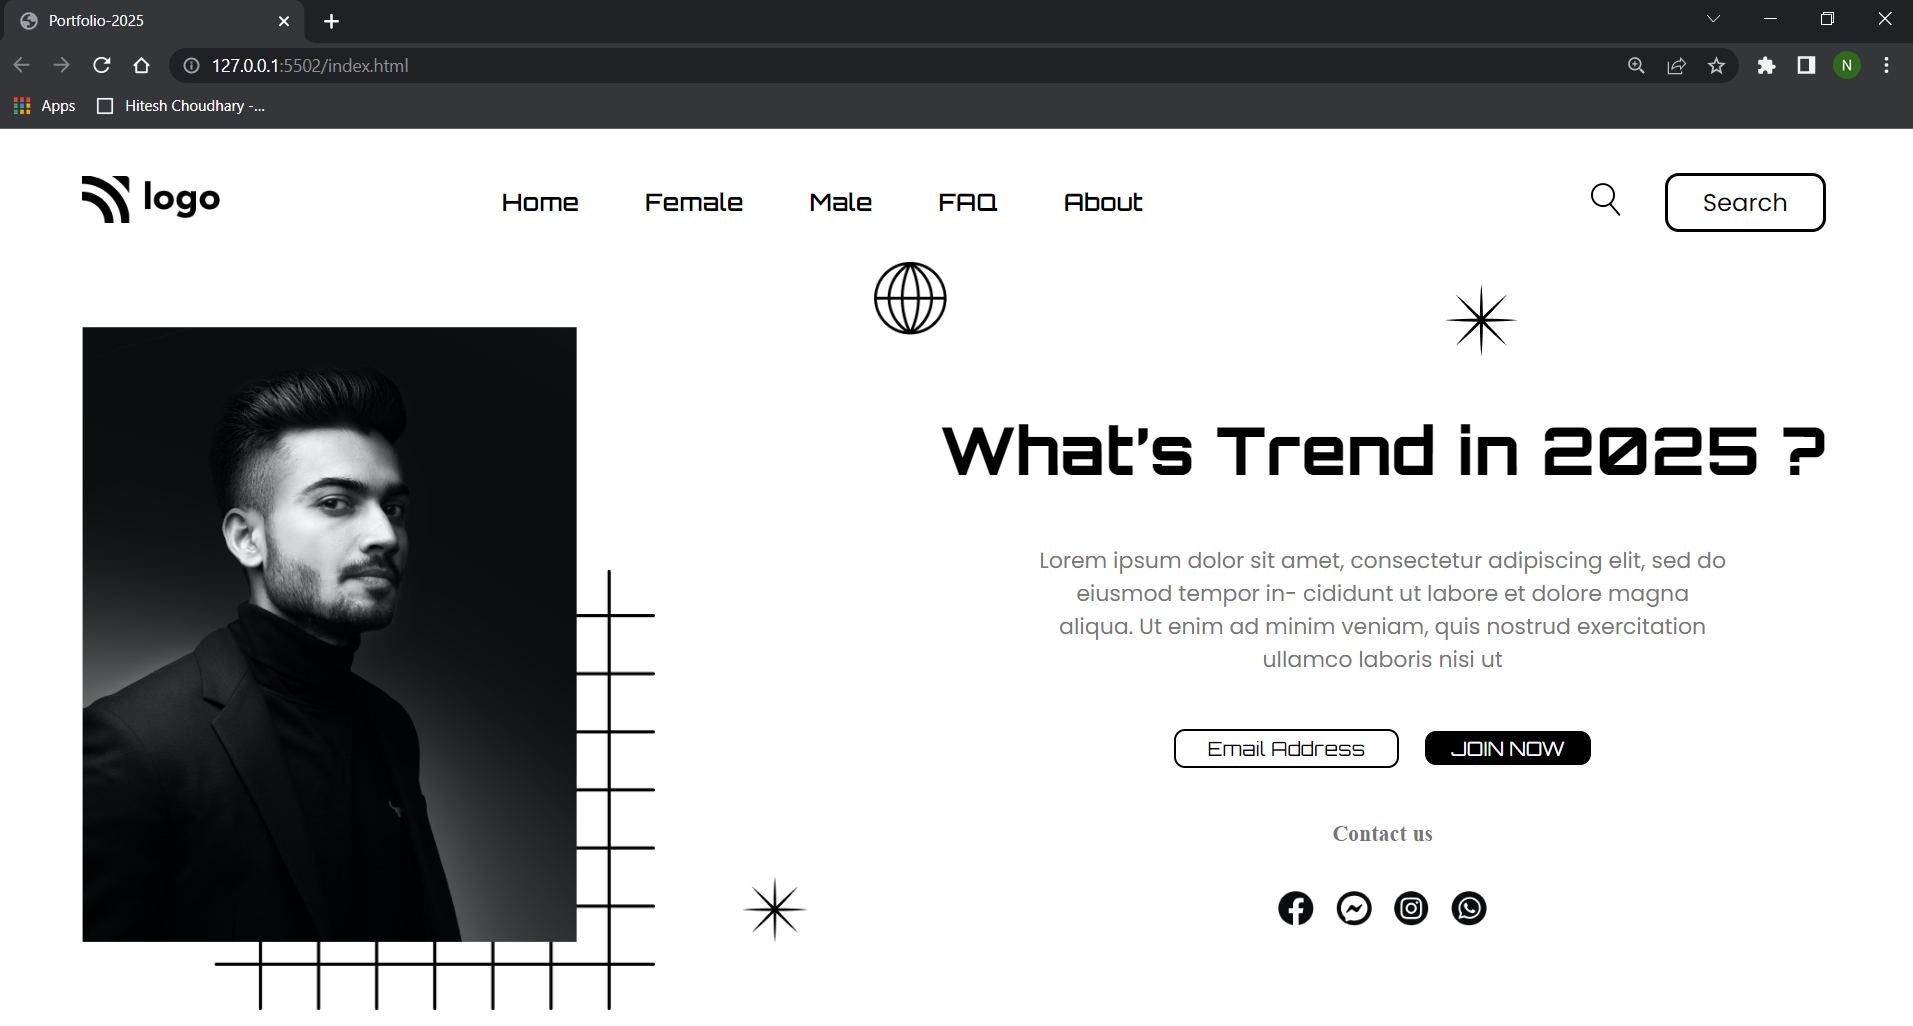 Portfolio-2025
127.0.0.1:5502/index.html
N
Apps
Hitesh Choudhary -...
logo
Home Female Male FAQ About
Search
What's Trend in 2025 ?
Lorem ipsum dolor sit amet, consectetur adipiscing elit, sed do
eiusmod tempor in- cididunt ut labore et dolore magna
aliqua. Ut enim ad minim veniam, quis nostrud exercitation
ullamco laboris nisi ut
Email Address JOIN NOW
Contact us